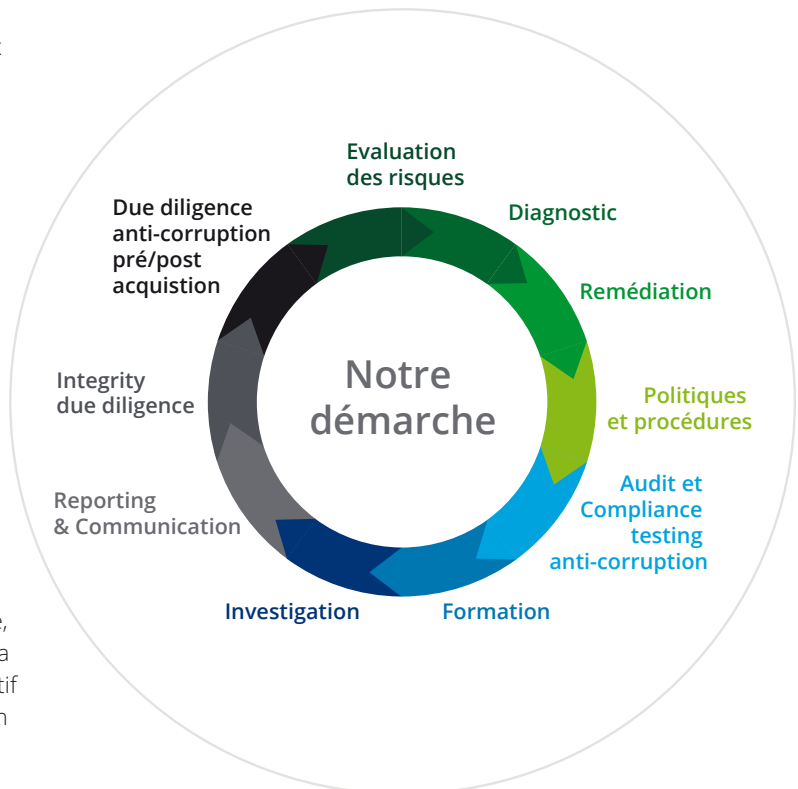 Evaluation
des risques
Diagnostic
Remédiation
Politiques
et procédures
Audit et
Compliance
testing
anti-corruption
Formation
Investigation
Reporting
& Communication
Integrity
due diligence
Due diligence
anti-corruption
pré/post
acquistion
Notre
démarche